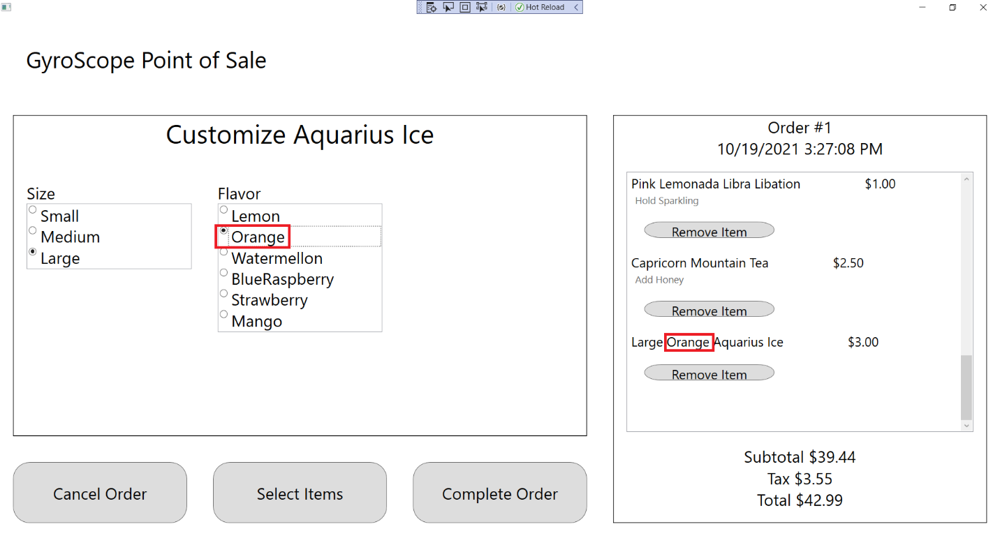 Hot Reload
GyroScope Point of Sale
Customize Aquarius Ice
Size
Small
Medium
Large
Flavor
Lemon
Orange
Watermellon
BlueRaspberry
Strawberry
Mango
Cancel Order
Select Items
Complete Order
Order #1
10/19/2021 3:27:08 PM
Pink Lemonada Libra Libation $1.00
Hold Sparkling
Remove Item
Capricorn Mountain Tea $2.50
Add Honey
Remove Item
Large Orange Aquarius Ice $3.00
Remove Item
Subtotal $39.44
Tax $3.55
Total $42.99